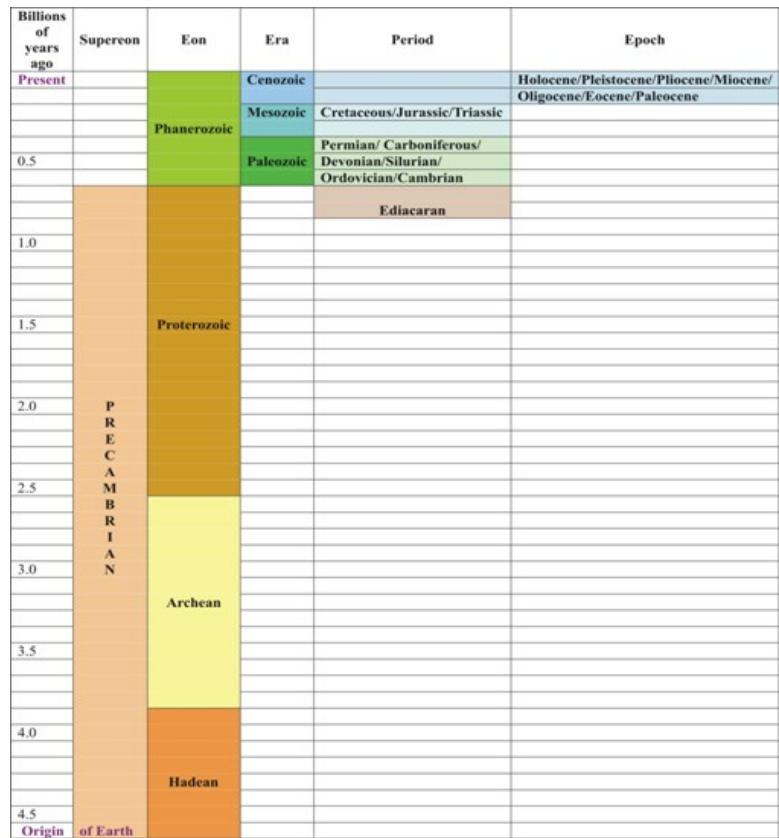 Billions
of
years
ago
Supereon
Eon
Era
Period
Epoch
Present
Cenozoic
Holocene/Pleistocene/Pliocene/Miocene/
Oligocene/Eocene/Paleocene
Mesozoic
Cretaceous/Jurassic/Triassic
Phanerozoic
Permian/ Carboniferous/
0.5
Paleozoic
Devonian/Silurian/
Ordovician/Cambrian
Ediacaran
1.0
1.5
Proterozoic
2.0
P
R
E
C
A
2.5
M
B
R
I
A
3.0
N
Archean
3.5
4.0
Hadean
4.5
Origin of Earth